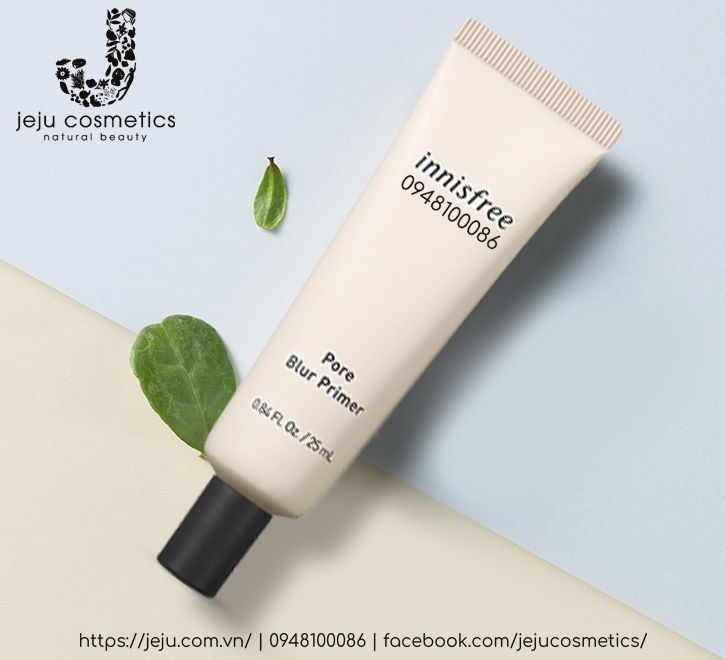 jeju cosmetics
natural beauty
innisfree
0948100086
Pore
Blur Primer
0.84 FL.Oz. / 25 mL
https://jeju.com.vn/ | 0948100086 | facebook.com/jejucosmetics/